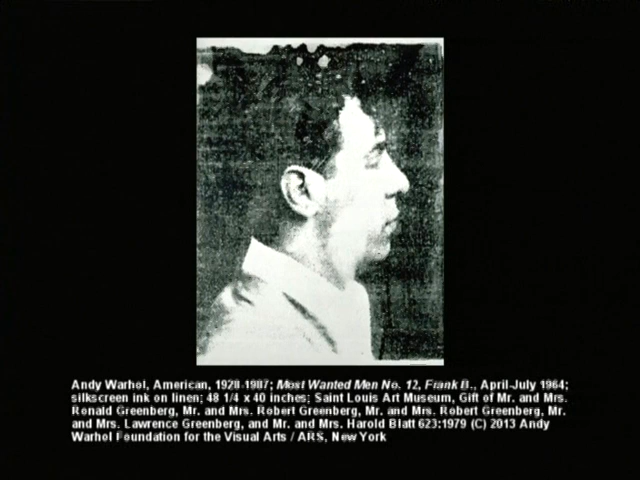 Andy Warhol, American, 1928-1987; Most Wanted Men No. 12, Frank B., April-July 1964;
silkscreen ink on linen; 48 1/4 x 40 inches; Saint Louis Art Museum, Gift of Mr. and Mrs.
Ronald Greenberg, Mr. and Mrs. Robert Greenberg, Mr. and Mrs. Robert Greenberg, Mr.
and Mrs. Lawrence Greenberg, and Mr. and Mrs. Harold Blatt 623:1979 (C) 2013 Andy
Warhol Foundation for the Visual Arts / ARS, New York